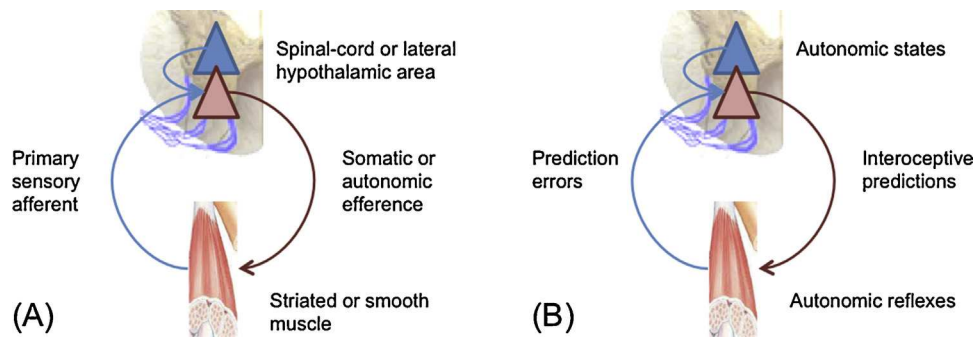 Spinal-cord or lateral
hypothalamic area
Primary
sensory
afferent
Somatic or
autonomic
efference
Striated or smooth
muscle
(A)
Autonomic states
Prediction
errors
Interoceptive
predictions
Autonomic reflexes
(B)